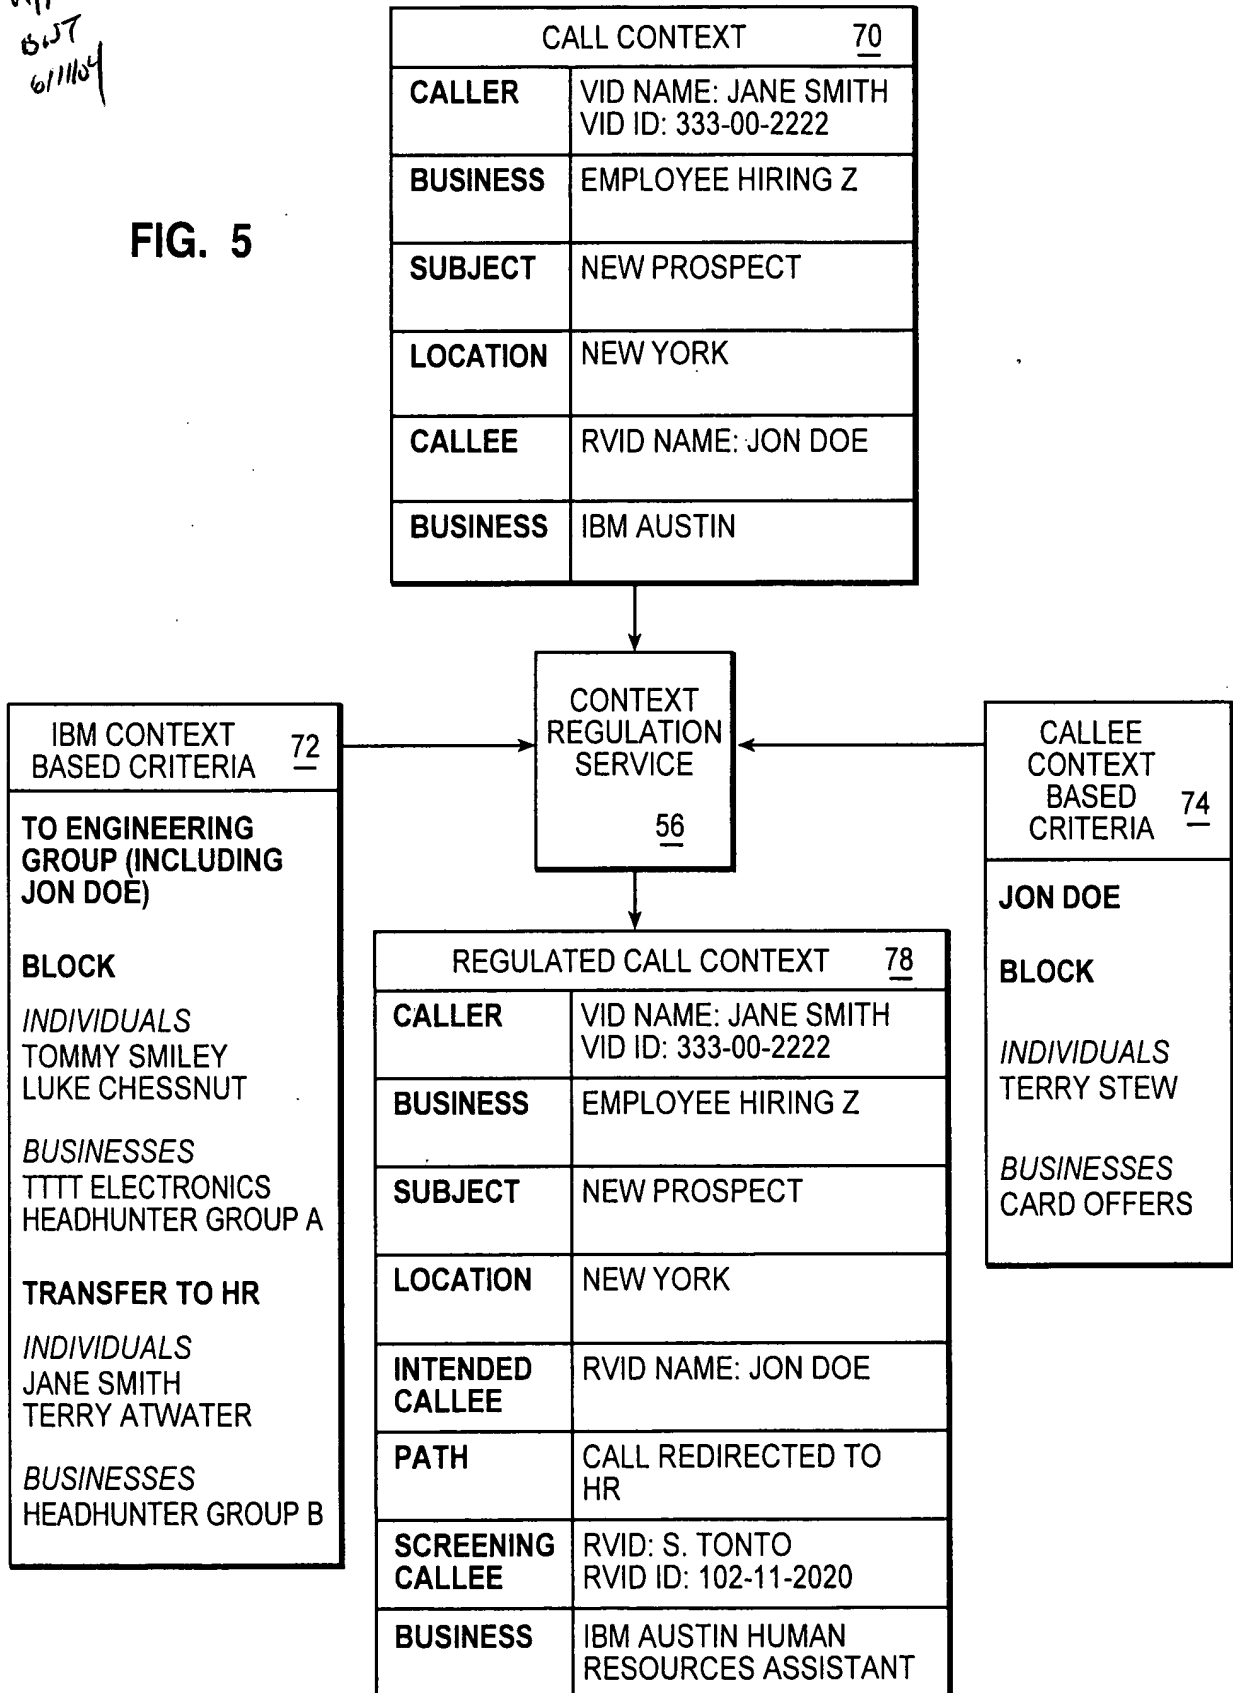 BWJ
6/11/04
FIG. 5
CALL CONTEXT 70
CALLER VID NAME: JANE SMITH
VID ID: 333-00-2222
BUSINESS EMPLOYEE HIRING Z
SUBJECT NEW PROSPECT
LOCATION NEW YORK
CALLEE RVID NAME: JON DOE
BUSINESS IBM AUSTIN
CONTEXT
REGULATION
SERVICE
56
IBM CONTEXT
BASED CRITERIA 72
TO ENGINEERING
GROUP (INCLUDING
JON DOE)
BLOCK
INDIVIDUALS
TOMMY SMILEY
LUKE CHESSNUT
BUSINESSES
TTTT ELECTRONICS
HEADHUNTER GROUP A
TRANSFER TO HR
INDIVIDUALS
JANE SMITH
TERRY ATWATER
BUSINESSES
HEADHUNTER GROUP B
CALLEE
CONTEXT
BASED
CRITERIA 74
JON DOE
BLOCK
INDIVIDUALS
TERRY STEW
BUSINESSES
CARD OFFERS
REGULATED CALL CONTEXT 78
CALLER VID NAME: JANE SMITH
VID ID: 333-00-2222
BUSINESS EMPLOYEE HIRING Z
SUBJECT NEW PROSPECT
LOCATION NEW YORK
INTENDED RVID NAME: JON DOE
CALLEE
PATH CALL REDIRECTED TO
HR
SCREENING RVID: S. TONTO
CALLEE RVID ID: 102-11-2020
BUSINESS IBM AUSTIN HUMAN
RESOURCES ASSISTANT